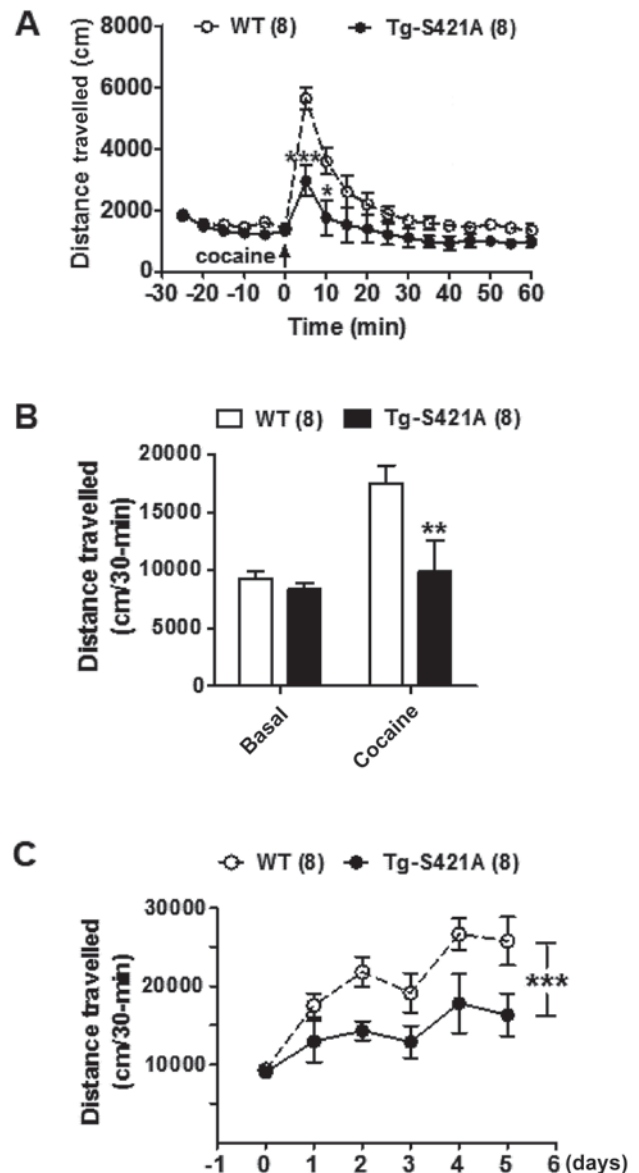 A
WT (8) Tg-S421A (8)
Distance travelled (cm)
8000
6000
4000
2000
0
***
*
cocaine
-30 -20 -10 0 10 20 30 40 50 60
Time (min)
B
WT (8) Tg-S421A (8)
Distance travelled
(cm/30-min)
20000
15000
10000
5000
0
**
Basal
Cocaine
C
WT (8) Tg-S421A (8)
Distance travelled
(cm/30-min)
30000
20000
10000
***
-1 0 1 2 3 4 5 6 (days)